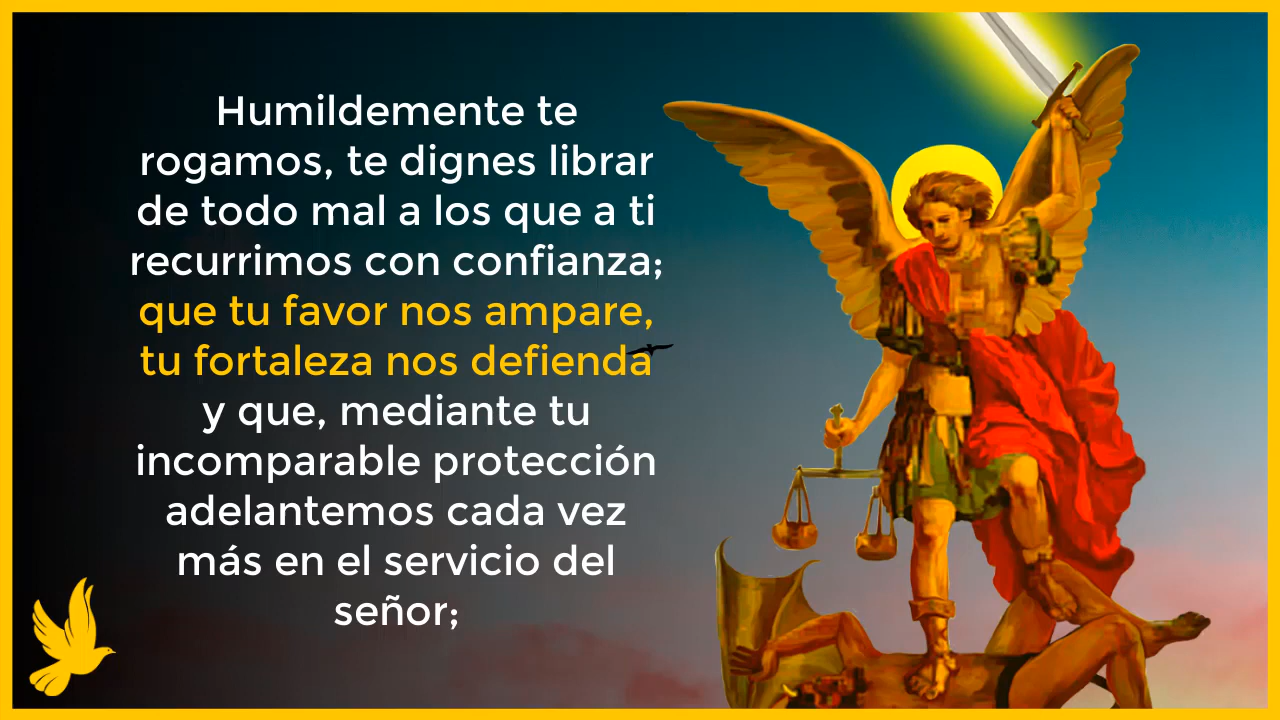 Humildemente te
rogamos, te dignes librar
de todo mal a los que a ti
recurrimos con confianza;
que tu favor nos ampare,
tu fortaleza nos defienda
y que, mediante tu
incomparable protección
adelantemos cada vez
más en el servicio del
señor;